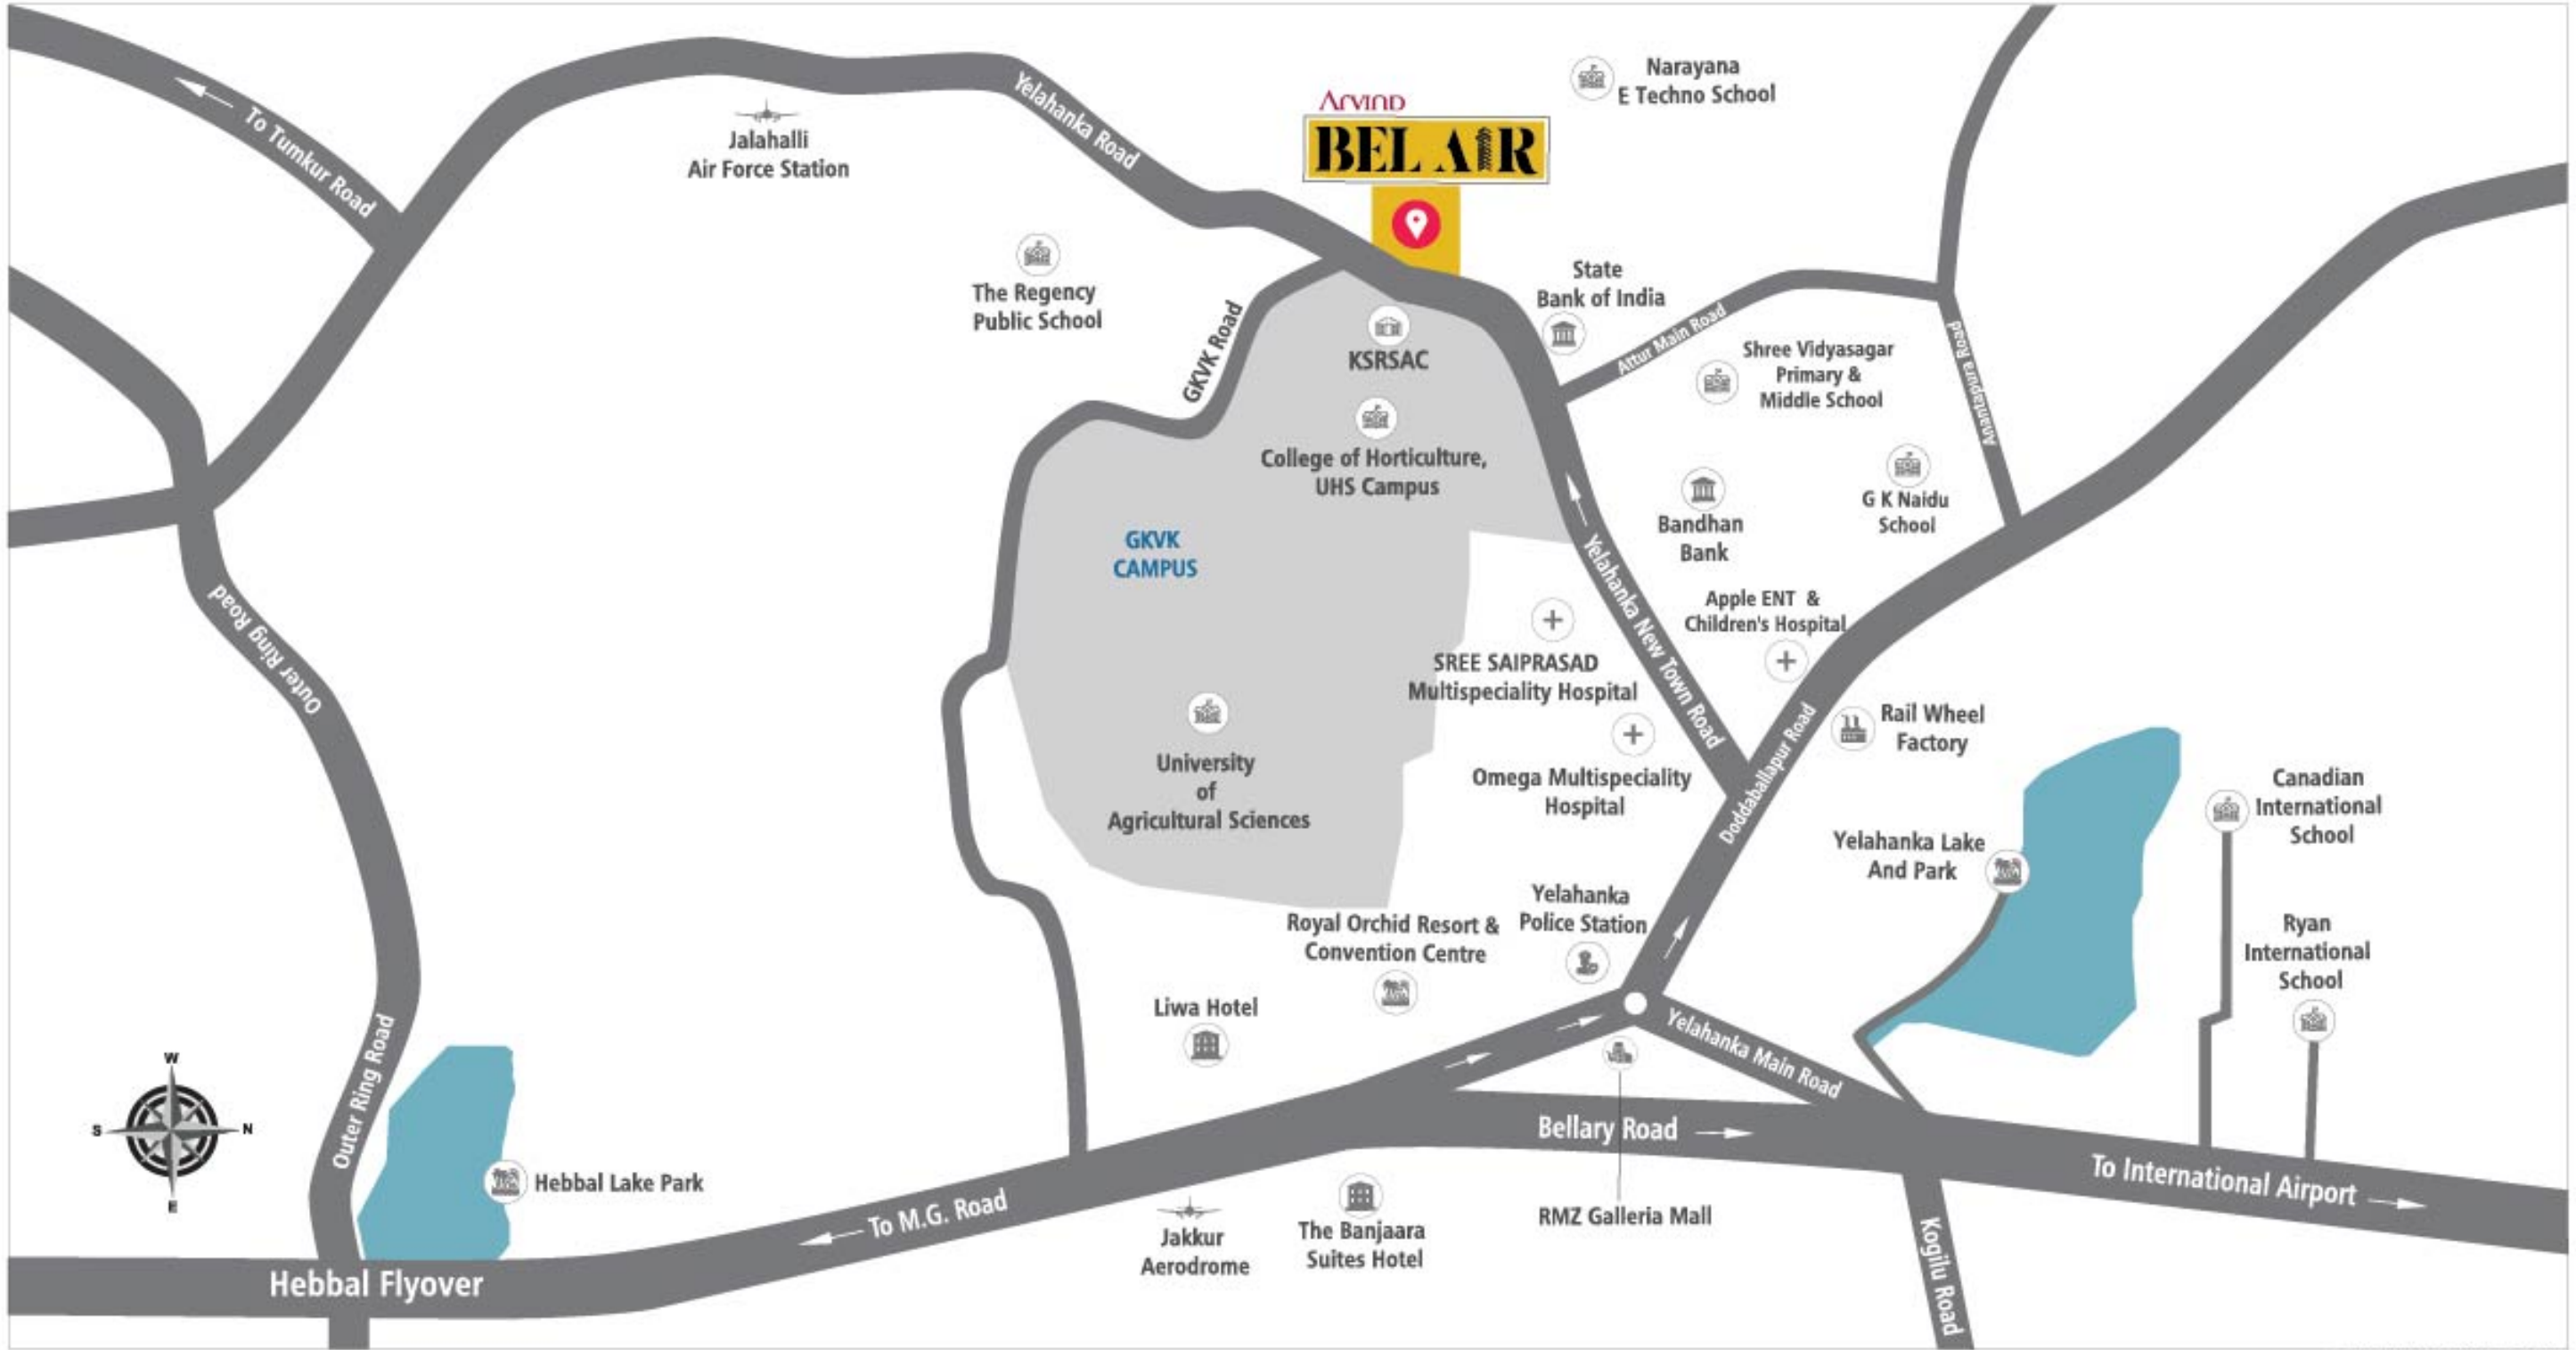 To Tumkur Road
Jalahalli
Air Force Station
Yelahanka Road
Arvind
BEL AIR
Narayana
E Techno School
The Regency
Public School
GKVK Road
KSRSAC
College of Horticulture,
UHS Campus
State
Bank of India
Attur Main Road
Shree Vidyasagar
Primary &
Middle School
Anantapura Road
G K Naidu
School
Bandhan
Bank
GKVK
CAMPUS
Yelahanka New Town Road
Apple ENT &
Children's Hospital
SREE SAIPRASAD
Multispeciality Hospital
Omega Multispeciality
Hospital
Outer Ring Road
University
of
Agricultural Sciences
Doddaballapur Road
Rail Wheel
Factory
Canadian
International
School
Yelahanka Lake
And Park
Yelahanka
Police Station
Royal Orchid Resort &
Convention Centre
Ryan
International
School
Liwa Hotel
Yelahanka Main Road
Outer Ring Road
W
S
N
E
Hebbal Lake Park
Bellary Road
To International Airport
To M.G. Road
Jakkur
Aerodrome
The Banjaara
Suites Hotel
RMZ Galleria Mall
Kogilu Road
Hebbal Flyover